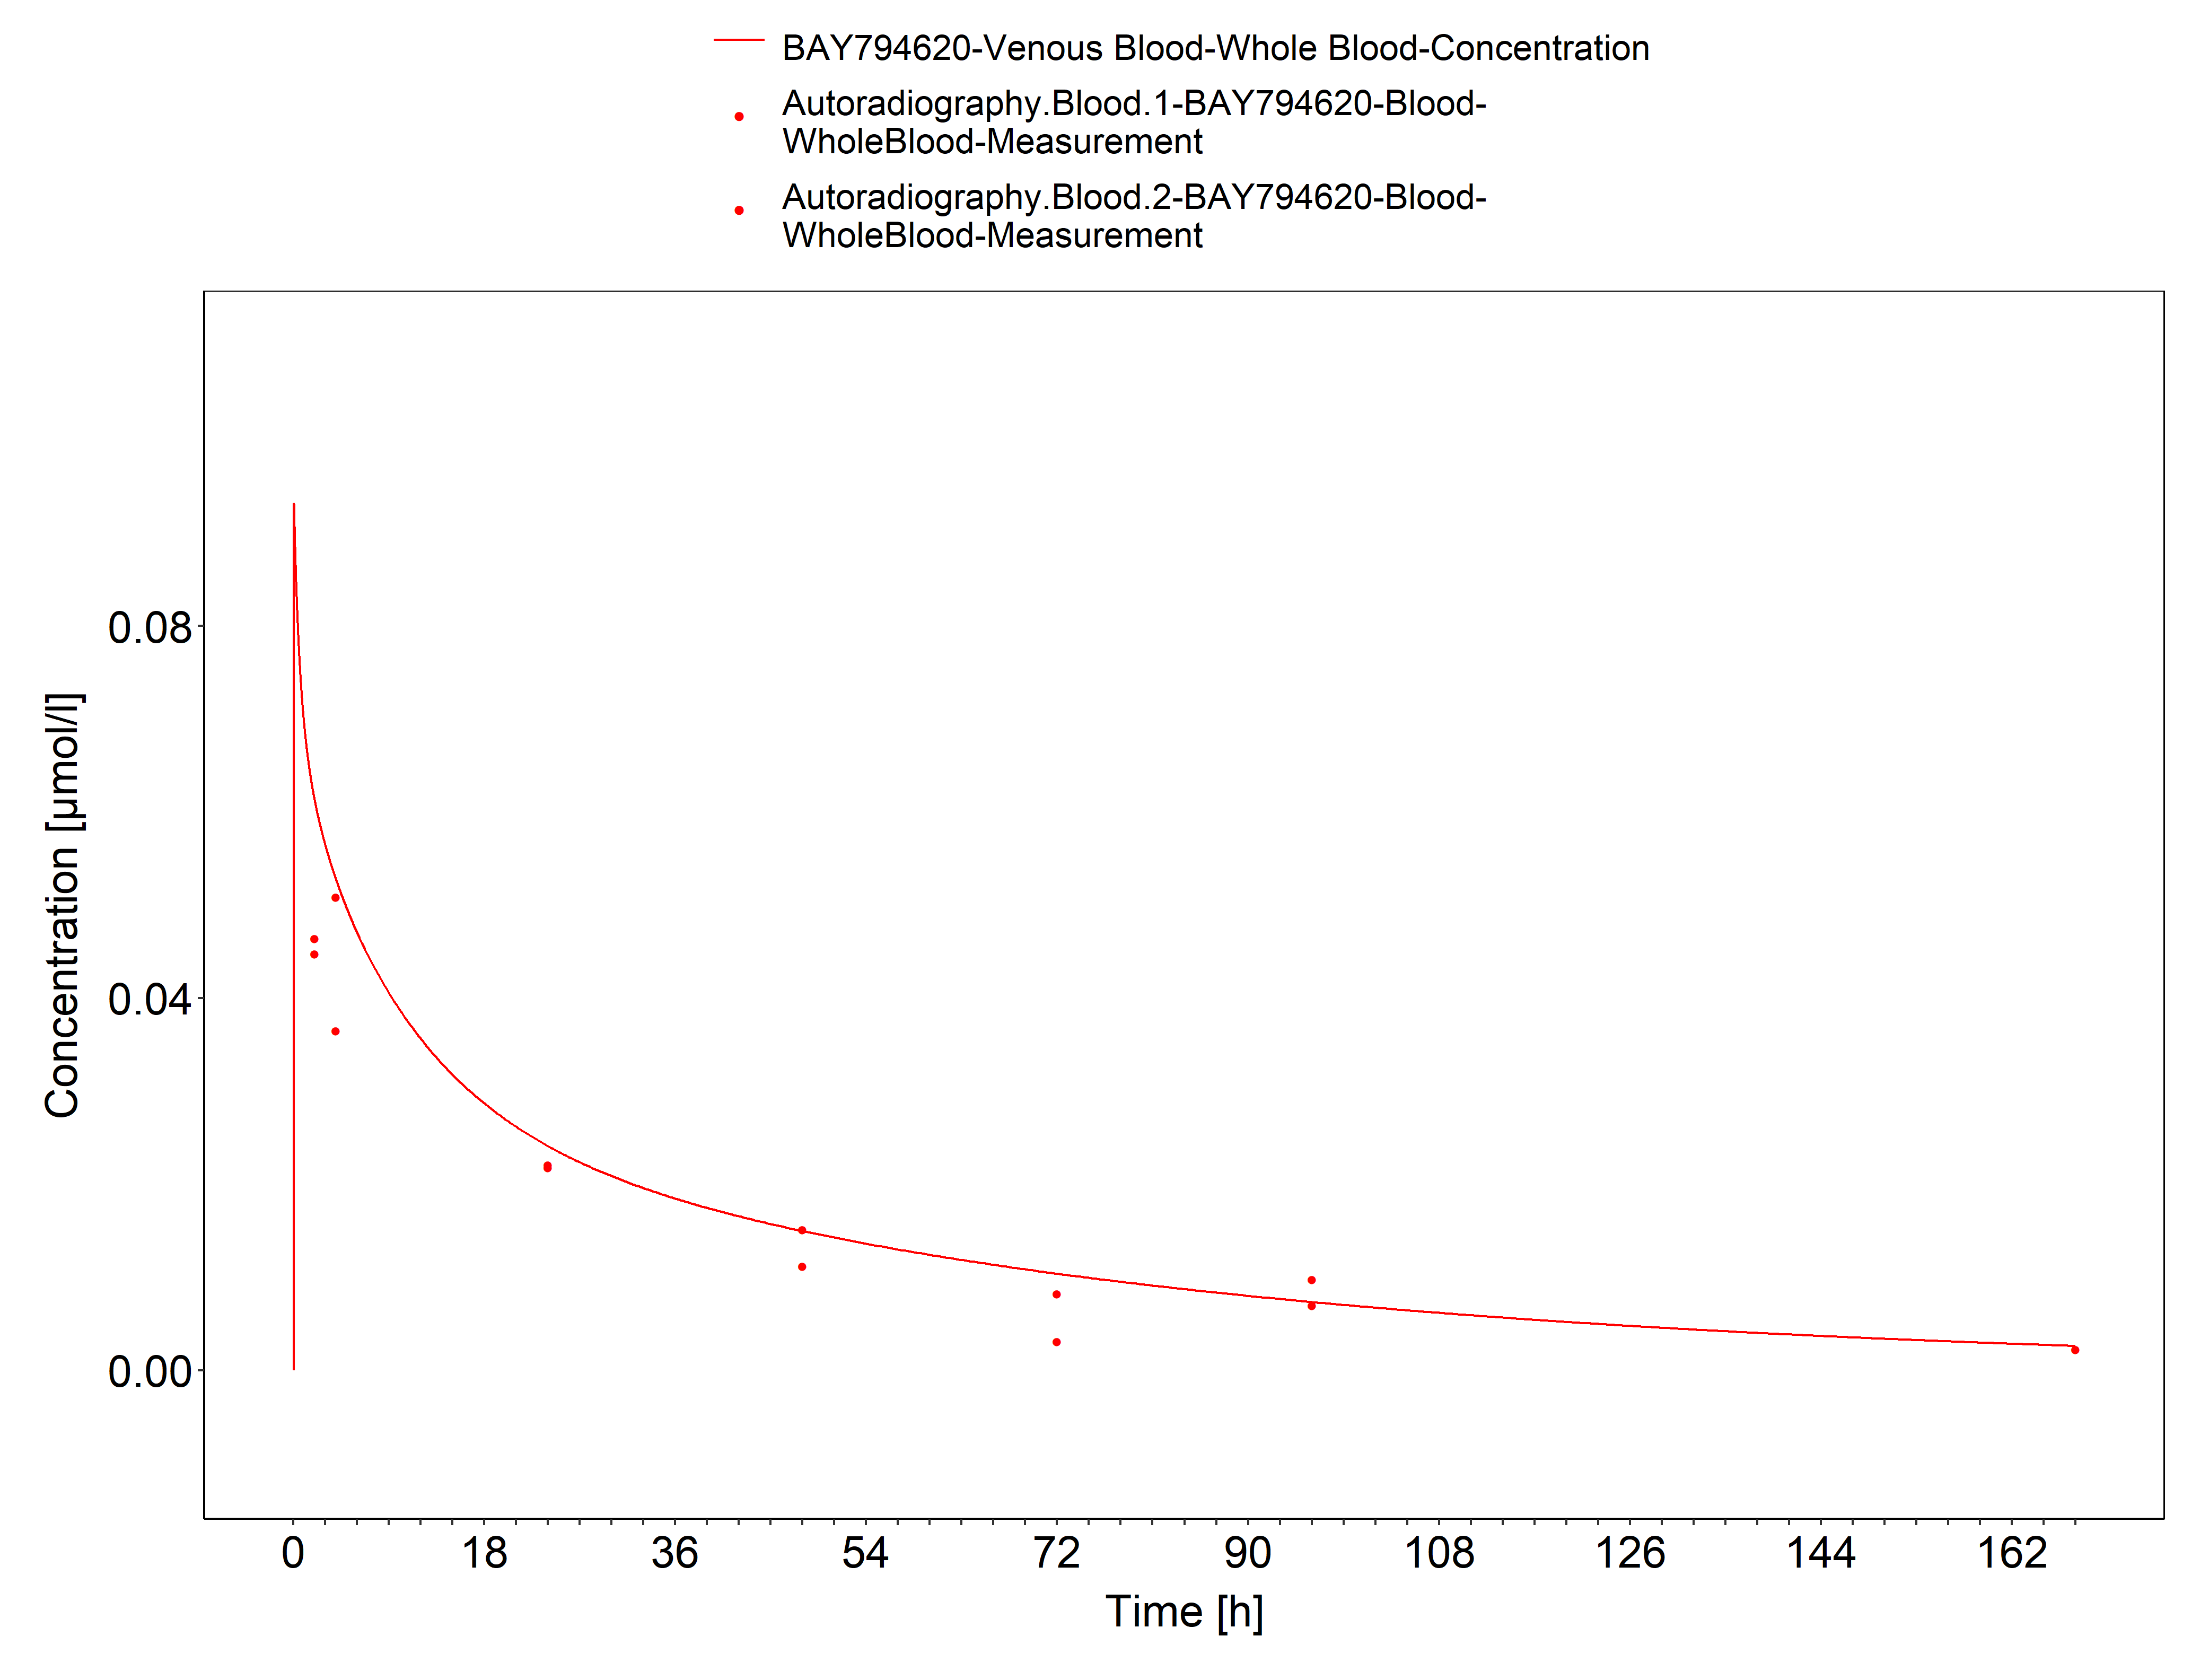 BAY794620-Venous Blood-Whole Blood-Concentration
Autoradiography.Blood.1-BAY794620-Blood-
WholeBlood-Measurement
Autoradiography.Blood.2-BAY794620-Blood-
WholeBlood-Measurement
Concentration [µmol/l]
0.08
0.04
0.00
0 18 36 54 72 90 108 126 144 162
Time [h]